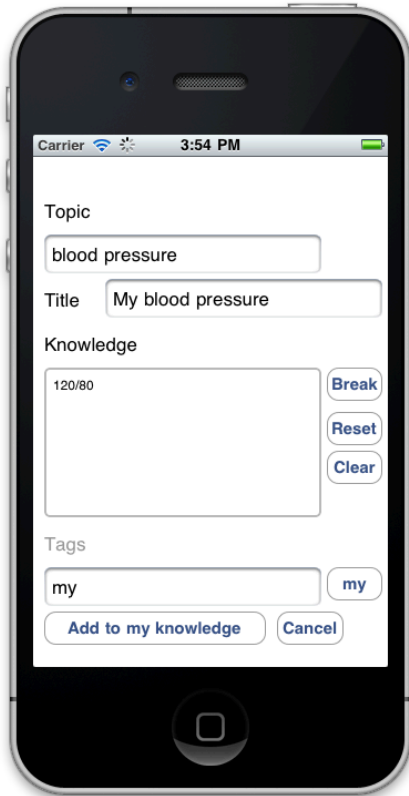 Carrier 3:54 PM
Topic
blood pressure
Title My blood pressure
Knowledge
120/80 Break
Reset
Clear
Tags
my my
Add to my knowledge Cancel